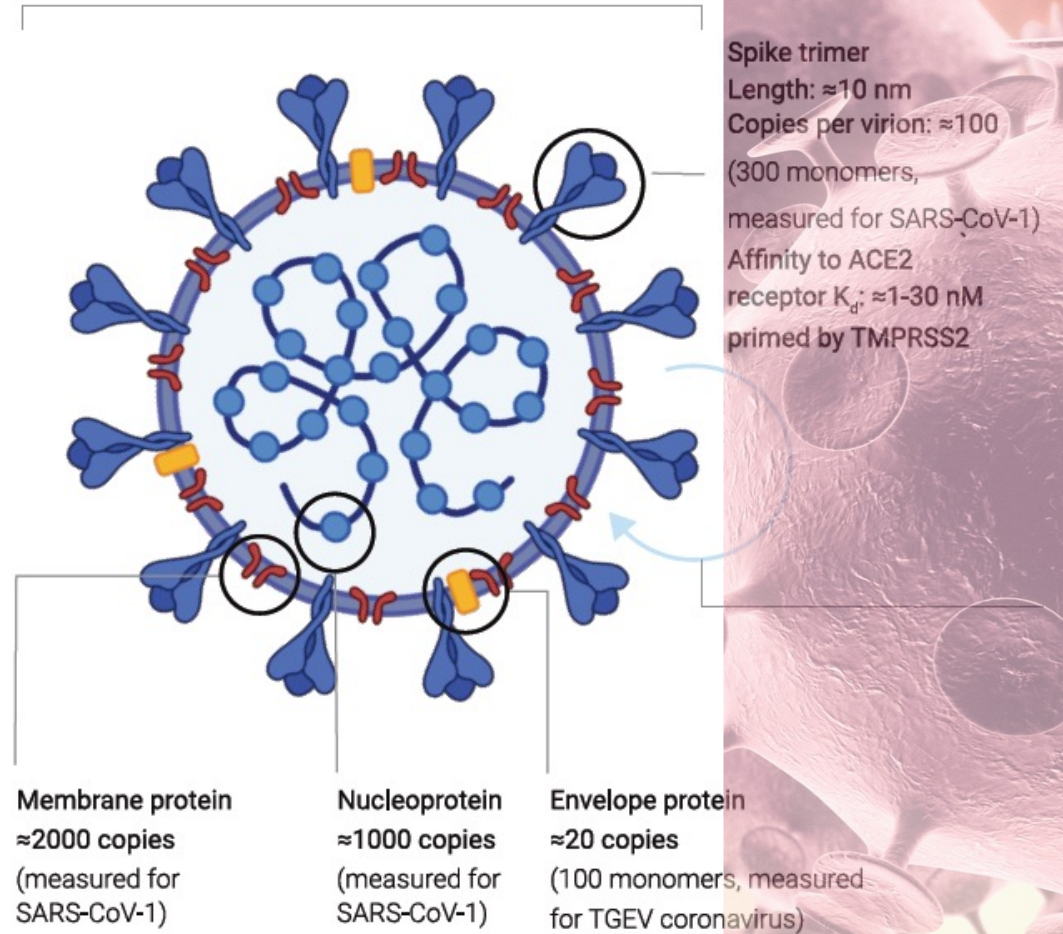 Spike trimer
Length: ≈10 nm
Copies per virion: ≈100
(300 monomers,
measured for SARS-CoV-1)
Affinity to ACE2
receptor Kd: ≈1-30 nM
primed by TMPRSS2
Membrane protein
≈2000 copies
(measured for
SARS-CoV-1)
Nucleoprotein
≈1000 copies
(measured for
SARS-CoV-1)
Envelope protein
≈20 copies
(100 monomers, measured
for TGEV coronavirus)